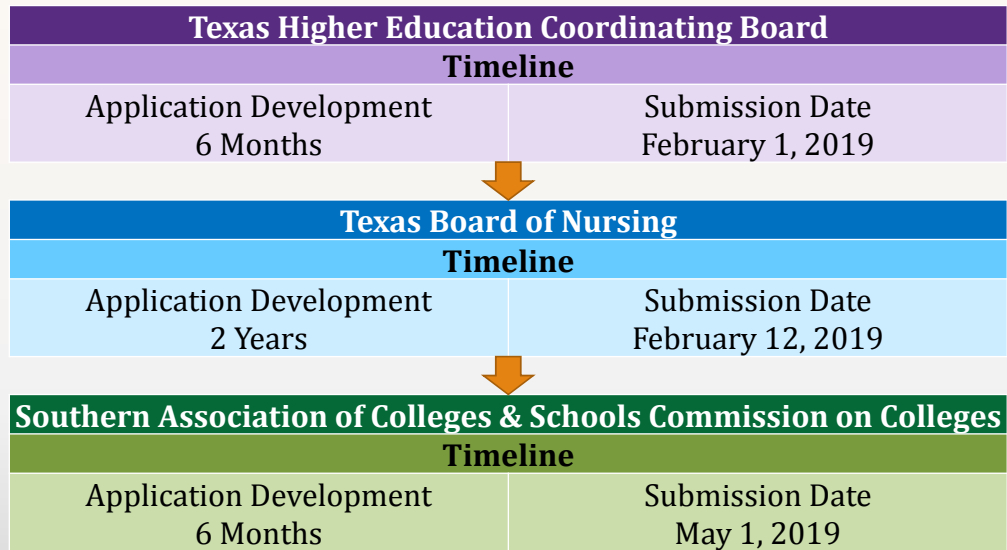 Texas Higher Education Coordinating Board
Timeline
Application Development
6 Months
Submission Date
February 1, 2019
Texas Board of Nursing
Timeline
Application Development
2 Years
Submission Date
February 12, 2019
Southern Association of Colleges & Schools Commission on Colleges
Timeline
Application Development
6 Months
Submission Date
May 1, 2019